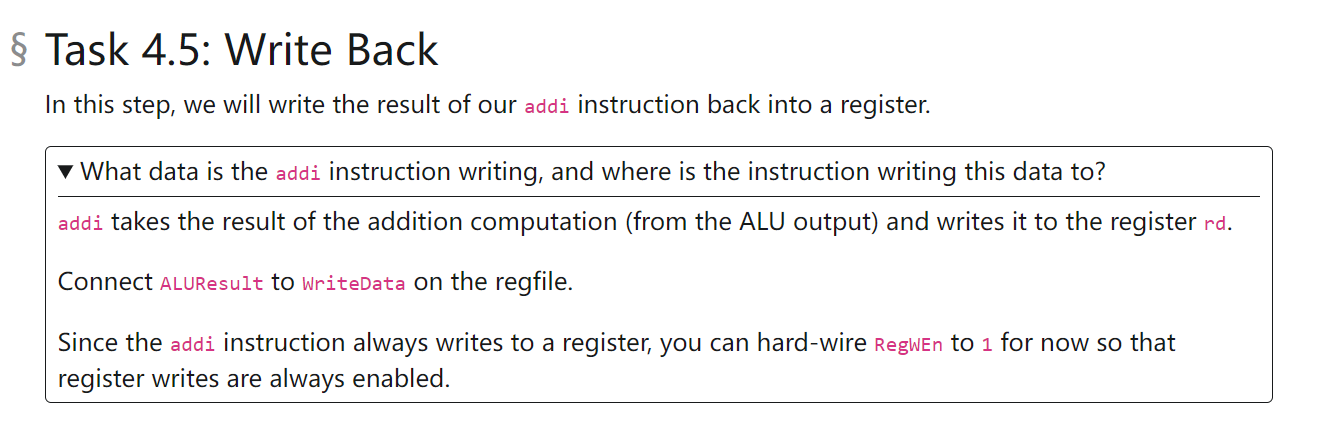 § Task 4.5: Write Back
In this step, we will write the result of our addi instruction back into a register.
▼ What data is the addi instruction writing, and where is the instruction writing this data to?
addi takes the result of the addition computation (from the ALU output) and writes it to the register rd.
Connect ALUResult to WriteData on the regfile.
Since the addi instruction always writes to a register, you can hard-wire RegWEn to 1 for now so that
register writes are always enabled.